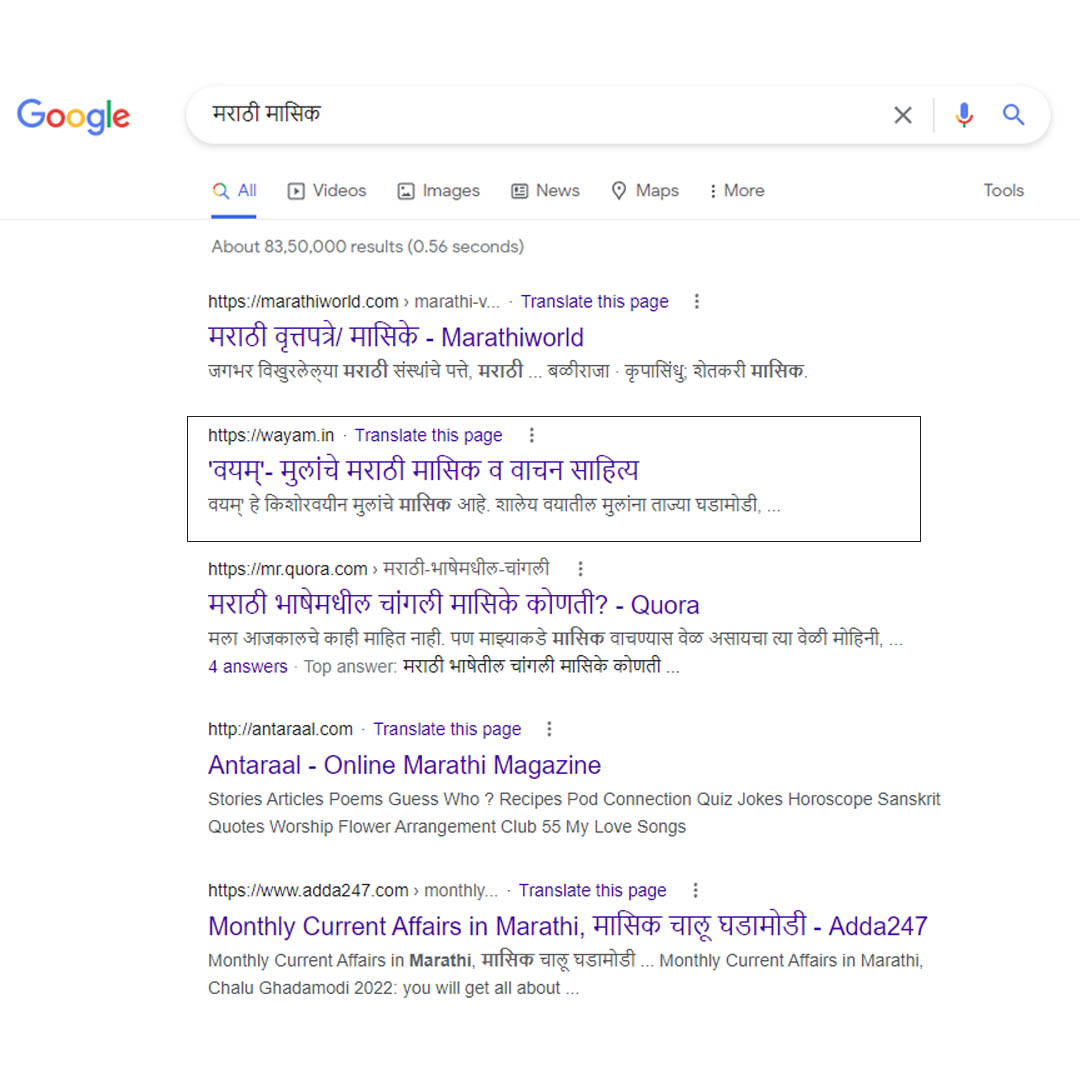 Google
मराठी मासिक
All Videos Images News Maps More Tools
About 83,50,000 results (0.56 seconds)
https://marathiworld.com › marathi-v... · Translate this page
मराठी वृत्तपत्रे/ मासिके - Marathiworld
जगभर विखुरलेल्या मराठी संस्थांचे पत्ते, मराठी ... बळीराजा · कृपासिंधु; शेतकरी मासिक.
https://wayam.in · Translate this page
'वयम्'- मुलांचे मराठी मासिक व वाचन साहित्य
वयम्' हे किशोरवयीन मुलांचे मासिक आहे. शालेय वयातील मुलांना ताज्या घडामोडी, ...
https://mr.quora.com › मराठी-भाषेमधील-चांगली
मराठी भाषेमधील चांगली मासिके कोणती? - Quora
मला आजकालचे काही माहित नाही. पण माझ्याकडे मासिक वाचण्यास वेळ असायचा त्या वेळी मोहिनी, ...
4 answers · Top answer: मराठी भाषेतील चांगली मासिके कोणती ...
http://antaraal.com · Translate this page
Antaraal - Online Marathi Magazine
Stories Articles Poems Guess Who ? Recipes Pod Connection Quiz Jokes Horoscope Sanskrit
Quotes Worship Flower Arrangement Club 55 My Love Songs
https://www.adda247.com › monthly... · Translate this page
Monthly Current Affairs in Marathi, मासिक चालू घडामोडी - Adda247
Monthly Current Affairs in Marathi, मासिक चालू घडामोडी ... Monthly Current Affairs in Marathi,
Chalu Ghadamodi 2022: you will get all about ...